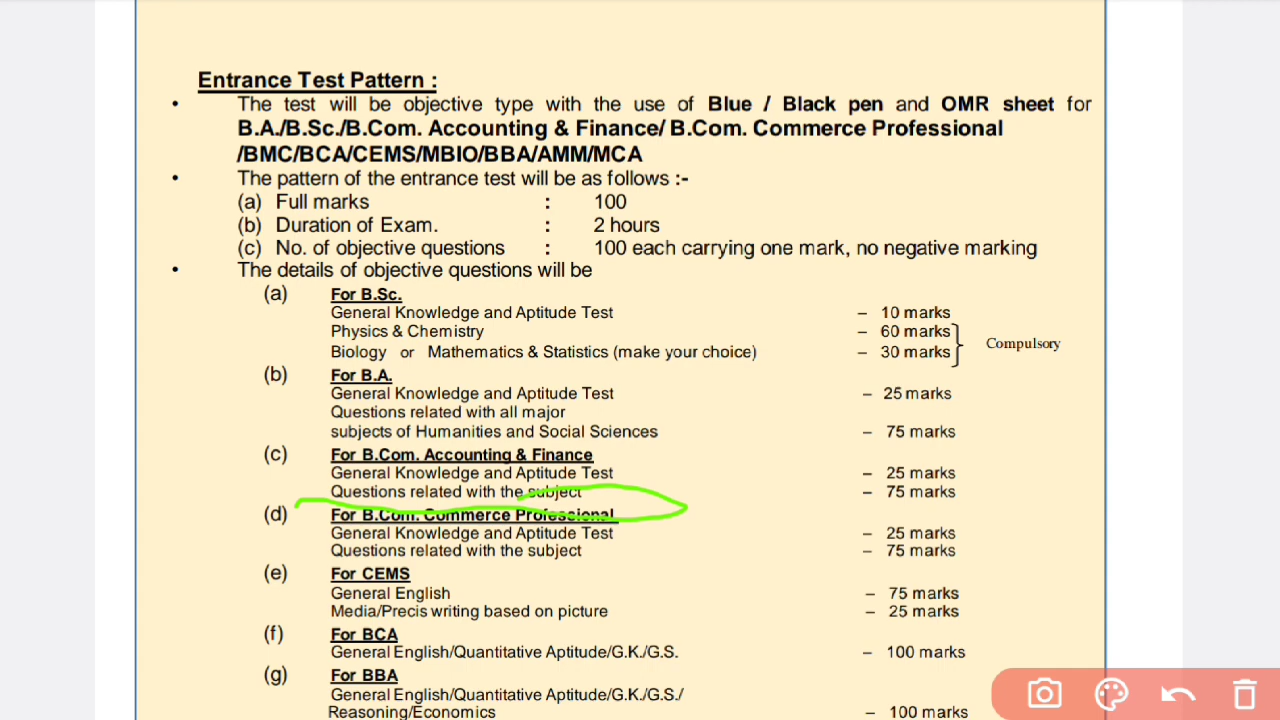 Entrance Test Pattern :
• The test will be objective type with the use of Blue / Black pen and OMR sheet for
B.A./B.Sc./B.Com. Accounting & Finance/ B.Com. Commerce Professional
/BMC/BCA/CEMS/MBIO/BBA/AMM/MCA
• The pattern of the entrance test will be as follows :-
(a) Full marks : 100
(b) Duration of Exam. : 2 hours
(c) No. of objective questions : 100 each carrying one mark, no negative marking
• The details of objective questions will be
(a) For B.Sc.
General Knowledge and Aptitude Test – 10 marks
Physics & Chemistry – 60 marks
Compulsory
Biology or Mathematics & Statistics (make your choice) – 30 marks
(b) For B.A.
General Knowledge and Aptitude Test – 25 marks
Questions related with all major
subjects of Humanities and Social Sciences – 75 marks
(c) For B.Com. Accounting & Finance
General Knowledge and Aptitude Test – 25 marks
Questions related with the subject – 75 marks
(d) For B.Com. Commerce Professional
General Knowledge and Aptitude Test – 25 marks
Questions related with the subject – 75 marks
(e) For CEMS
General English – 75 marks
Media/Precis writing based on picture – 25 marks
(f) For BCA
General English/Quantitative Aptitude/G.K./G.S. – 100 marks
(g) For BBA
General English/Quantitative Aptitude/G.K./G.S./
Reasoning/Economics – 100 marks